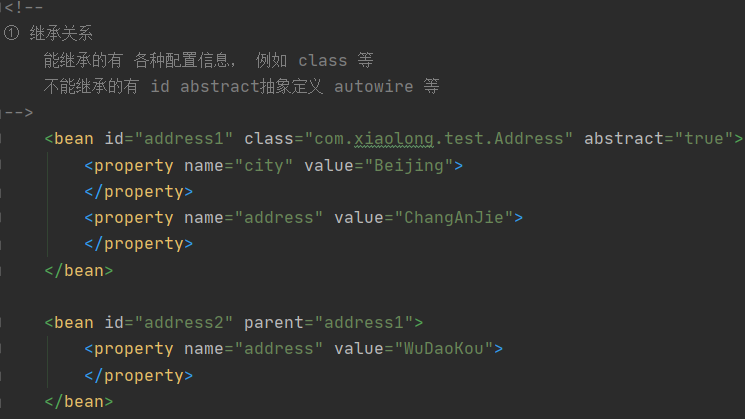 <!--
① 继承关系
能继承的有 各种配置信息， 例如 class 等
不能继承的有 id abstract抽象定义 autowire 等
-->
<bean id="address1" class="com.xiaolong.test.Address" abstract="true">
<property name="city" value="Beijing">
</property>
<property name="address" value="ChangAnJie">
</property>
</bean>
<bean id="address2" parent="address1">
<property name="address" value="WuDaoKou">
</property>
</bean>